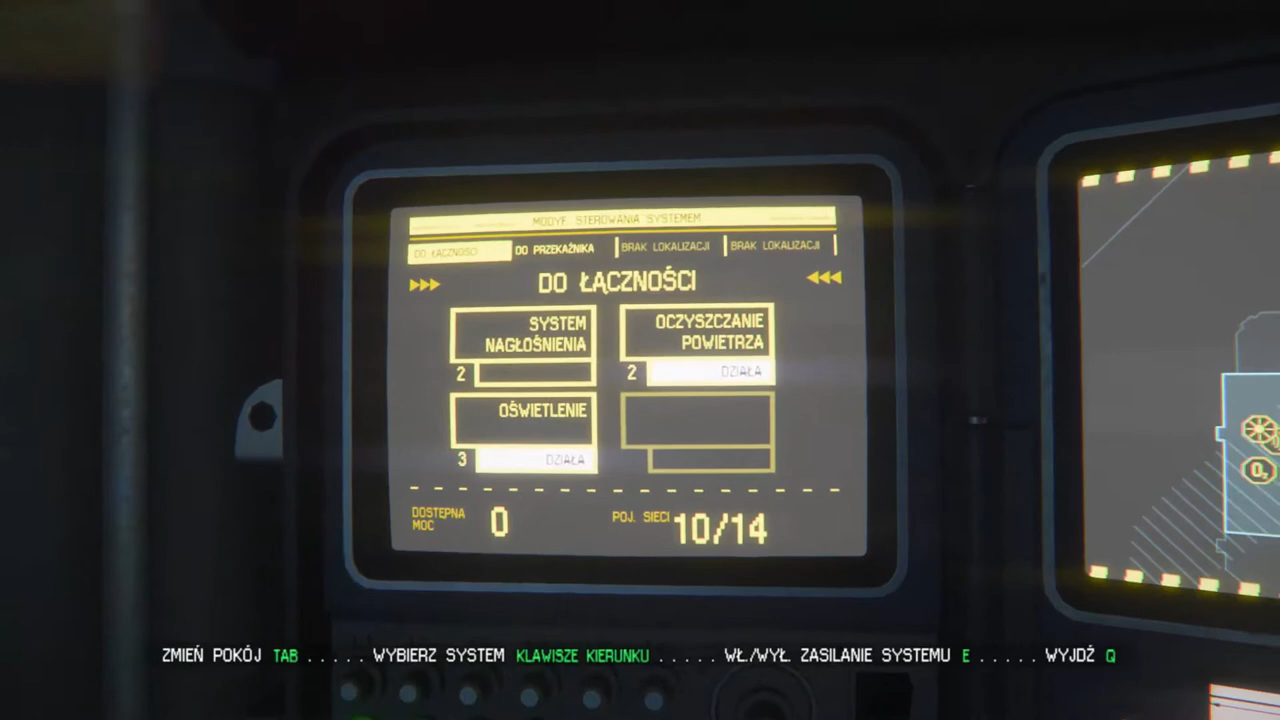 MODYF. STEROWANIA SYSTEMEM
DO ŁĄCZNOŚCI DO PRZEKAŹNIKA BRAK LOKALIZACJI BRAK LOKALIZACJI
DO ŁĄCZNOŚCI
SYSTEM
NAGŁOŚNIENIA
2
OCZYSZCZANIE
POWIETRZA
2 DZIAŁA
OŚWIETLENIE
3 DZIAŁA
DOSTĘPNA
MOC 0
POJ. SIECI 10/14
O₂
ZMIEŃ POKÓJ TAB ..... WYBIERZ SYSTEM KLAWISZE KIERUNKU ..... WŁ./WYŁ. ZASILANIE SYSTEMU E ..... WYJDŹ Q